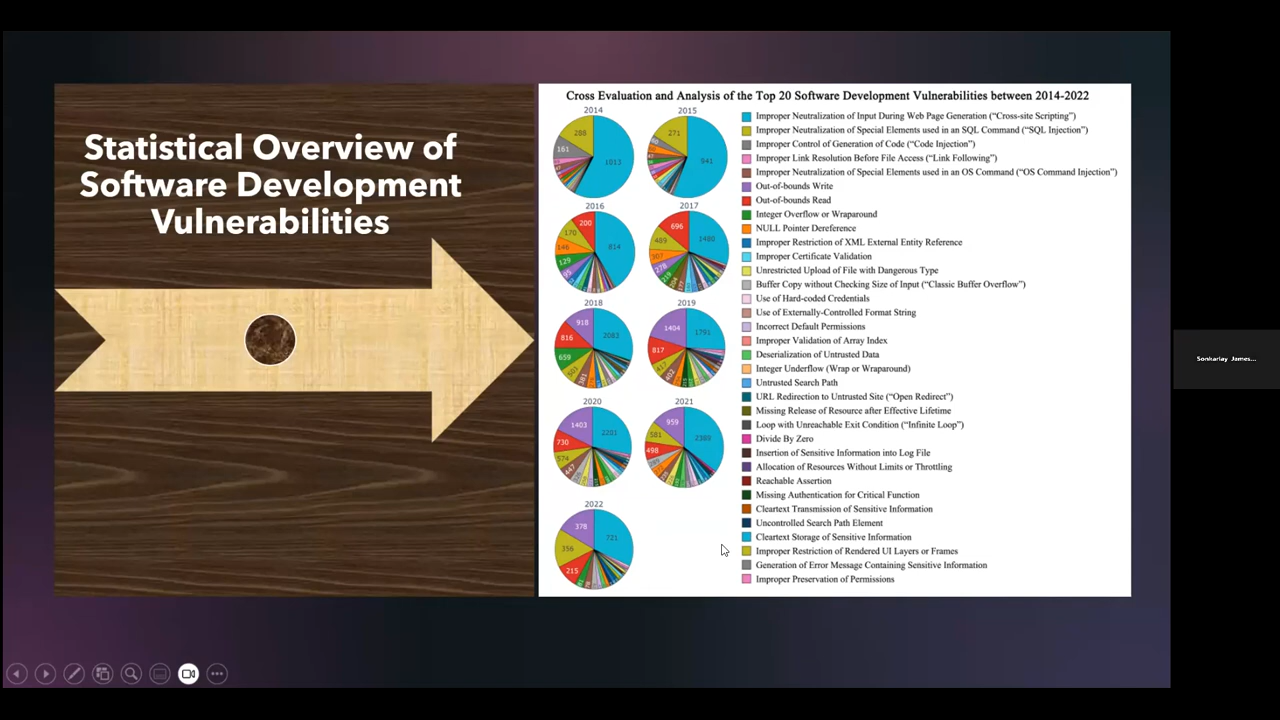 Statistical Overview of
Software Development
Vulnerabilities
Cross Evaluation and Analysis of the Top 20 Software Development Vulnerabilities between 2014-2022
2014
288
161
1013
2015
271
60
941
2016
200
170
146
129
95
814
2017
696
489
307
278
219
1480
2018
918
816
659
503
381
2083
2019
1404
817
417
402
1791
2020
1403
730
574
447
2201
2021
959
581
498
2389
2022
378
356
215
721
Improper Neutralization of Input During Web Page Generation (“Cross-site Scripting”)
Improper Neutralization of Special Elements used in an SQL Command (“SQL Injection”)
Improper Control of Generation of Code (“Code Injection”)
Improper Link Resolution Before File Access (“Link Following”)
Improper Neutralization of Special Elements used in an OS Command (“OS Command Injection”)
Out-of-bounds Write
Out-of-bounds Read
Integer Overflow or Wraparound
NULL Pointer Dereference
Improper Restriction of XML External Entity Reference
Improper Certificate Validation
Unrestricted Upload of File with Dangerous Type
Buffer Copy without Checking Size of Input (“Classic Buffer Overflow”)
Use of Hard-coded Credentials
Use of Externally-Controlled Format String
Incorrect Default Permissions
Improper Validation of Array Index
Deserialization of Untrusted Data
Integer Underflow (Wrap or Wraparound)
Untrusted Search Path
URL Redirection to Untrusted Site (“Open Redirect”)
Missing Release of Resource after Effective Lifetime
Loop with Unreachable Exit Condition (“Infinite Loop”)
Divide By Zero
Insertion of Sensitive Information into Log File
Allocation of Resources Without Limits or Throttling
Reachable Assertion
Missing Authentication for Critical Function
Cleartext Transmission of Sensitive Information
Uncontrolled Search Path Element
Cleartext Storage of Sensitive Information
Improper Restriction of Rendered UI Layers or Frames
Generation of Error Message Containing Sensitive Information
Improper Preservation of Permissions
Sonkarlay James...